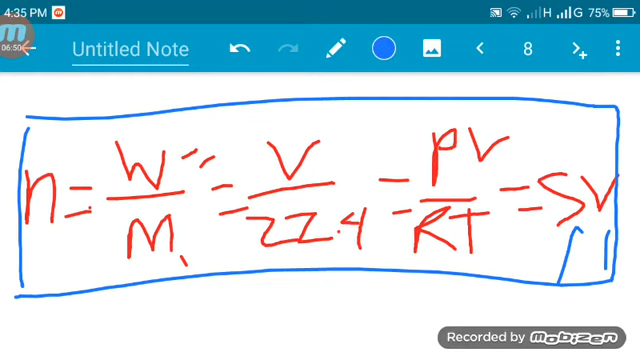 4:35 PM H G 75%
06:50 Untitled Note 8
n = W/M = V/22.4 = PV/RT = SV
Recorded by mobizen